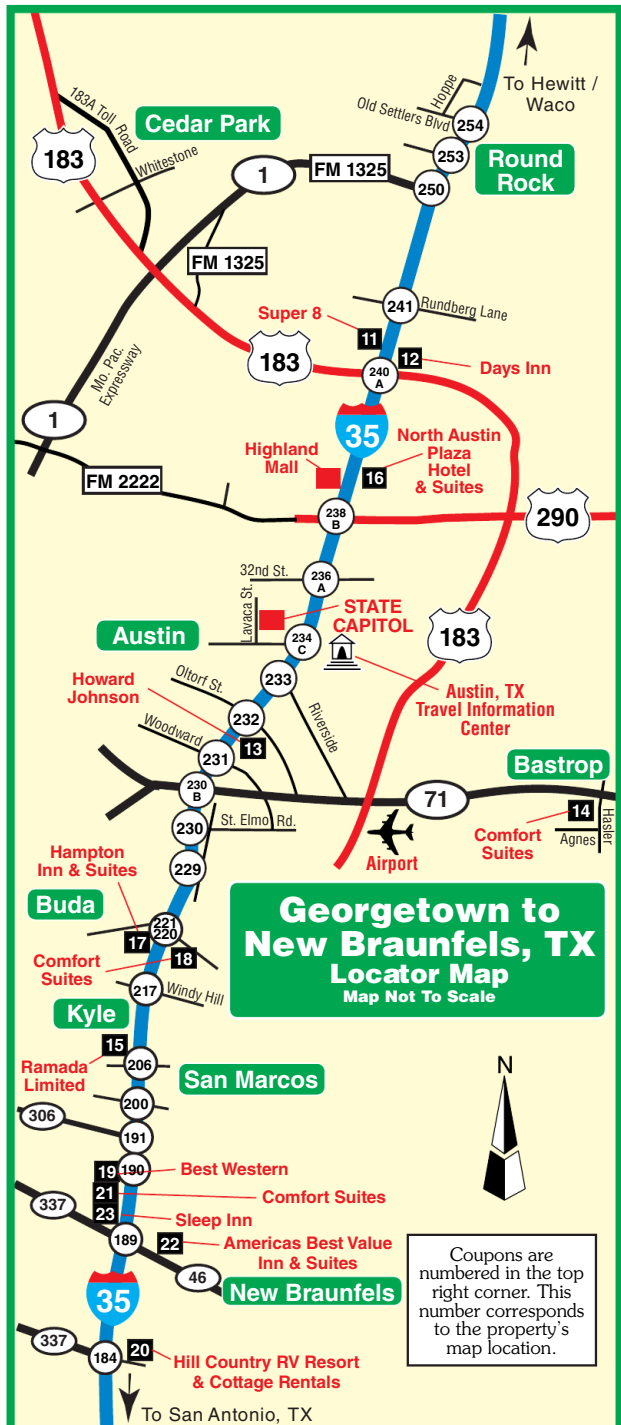 To Hewitt /
Waco
183A Toll Road
Cedar Park
Hoppe
Old Settlers Blvd
254
183
Whitestone
253
Round
Rock
1
FM 1325
250
FM 1325
241
Rundberg Lane
Super 8
11
12
Days Inn
183
240
A
Mo. Pac.
Expressway
1
35
Highland
Mall
North Austin
Plaza
Hotel
& Suites
16
FM 2222
238
B
290
32nd St.
236
A
Lavaca St.
STATE
CAPITOL
Austin
234
C
183
Howard
Johnson
Oltorf St.
233
Riverside
Austin, TX
Travel Information
Center
232
Woodward
13
231
Bastrop
230
B
71
14
Hasler
Comfort
Suites
Agnes
230
St. Elmo Rd.
Airport
Hampton
Inn & Suites
229
Buda
221
220
17
18
Comfort
Suites
Georgetown to
New Braunfels, TX
Locator Map
Map Not To Scale
217
Windy Hill
Kyle
15
Ramada
Limited
206
San Marcos
N
200
306
191
19
190
Best Western
21
Comfort Suites
337
23
Sleep Inn
189
22
Americas Best Value
Inn & Suites
46
New Braunfels
35
Coupons are
numbered in the top
right corner. This
number corresponds
to the property's
map location.
337
184
20
Hill Country RV Resort
& Cottage Rentals
To San Antonio, TX